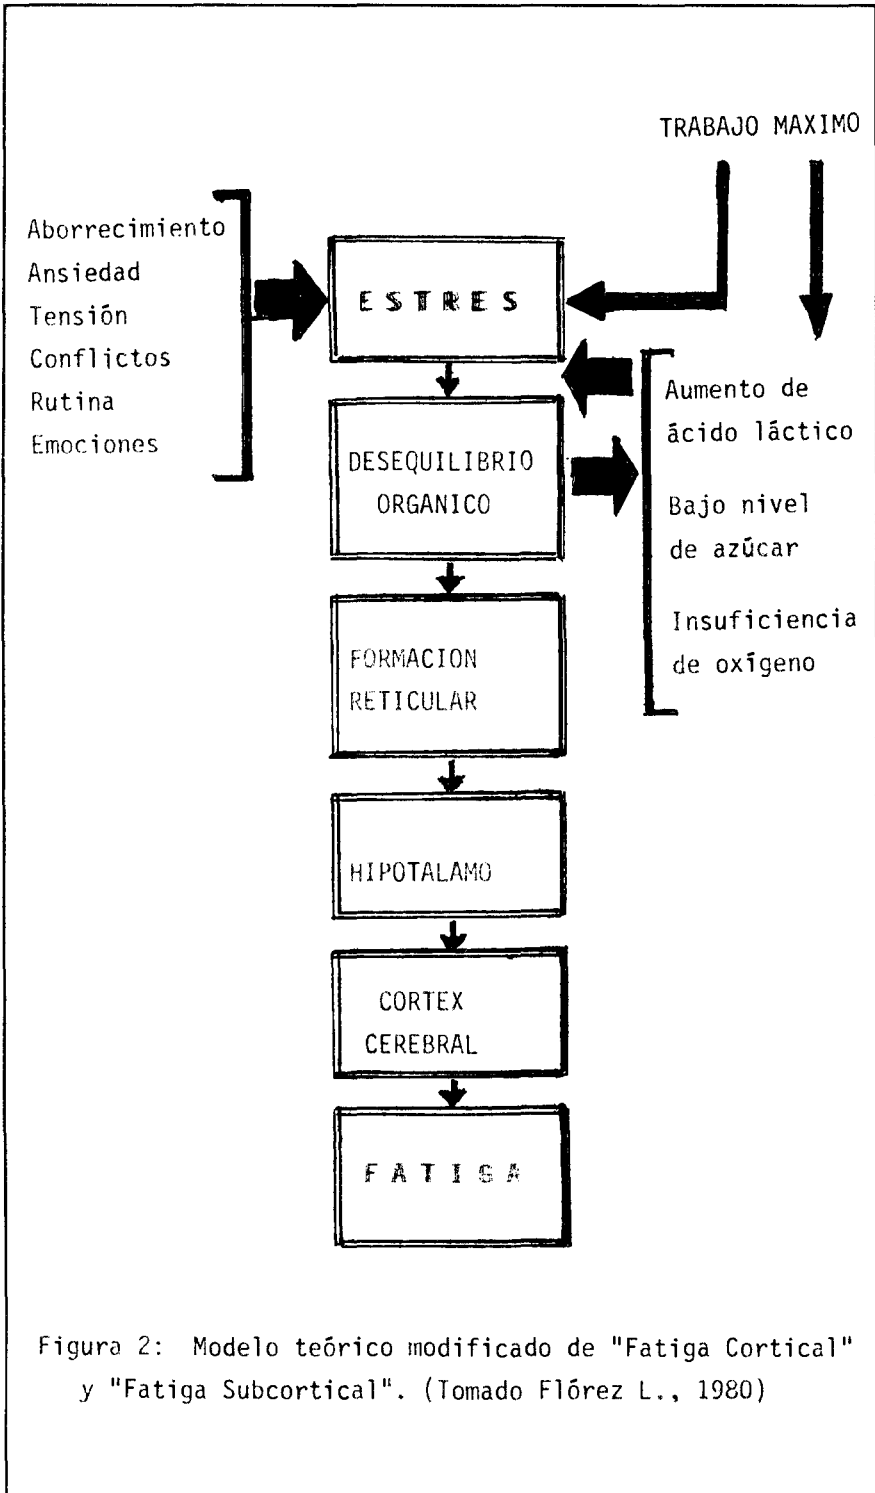 TRABAJO MAXIMO
Aborrecimiento
Ansiedad
Tensión
Conflictos
Rutina
Emociones
E S T R E S
Aumento de
ácido láctico
Bajo nivel
de azúcar
Insuficiencia
de oxígeno
DESEQUILIBRIO
ORGANICO
FORMACION
RETICULAR
HIPOTALAMO
CORTEX
CEREBRAL
F A T I G A
Figura 2: Modelo teórico modificado de "Fatiga Cortical"
y "Fatiga Subcortical". (Tomado Flórez L., 1980)